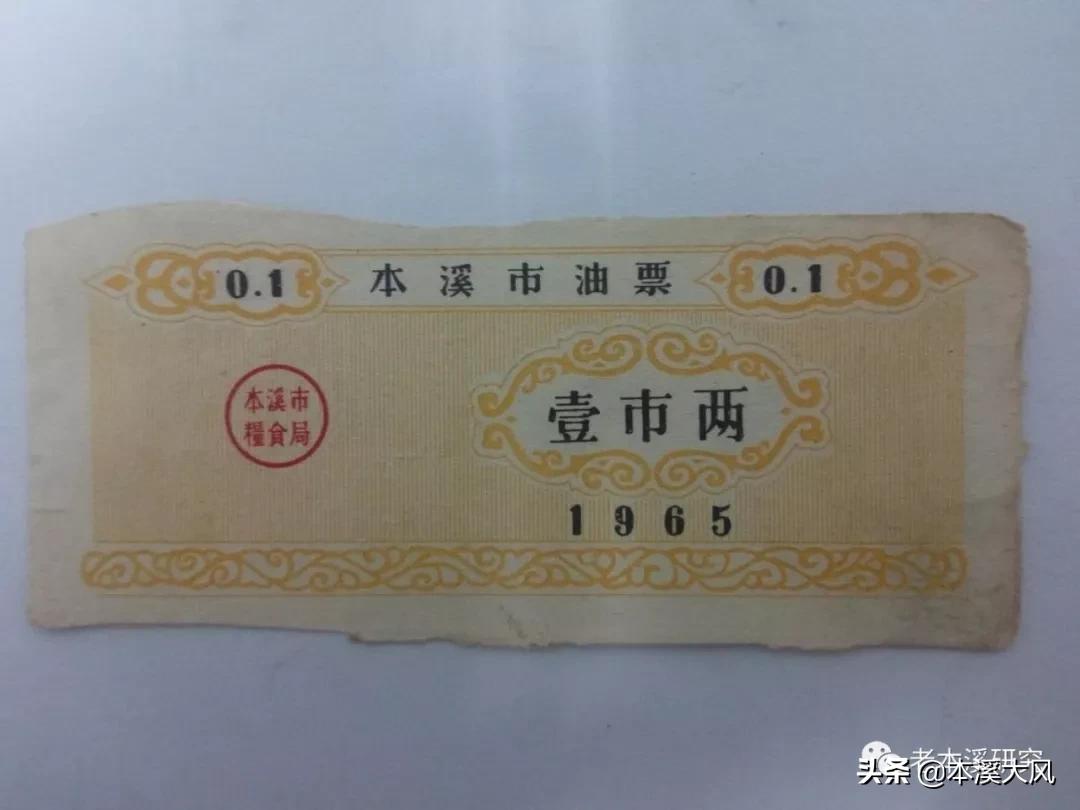 0.1 本溪市油票 0.1
本溪市
糧食局
壹市两
1965
老本溪研究
头条 @本溪大风